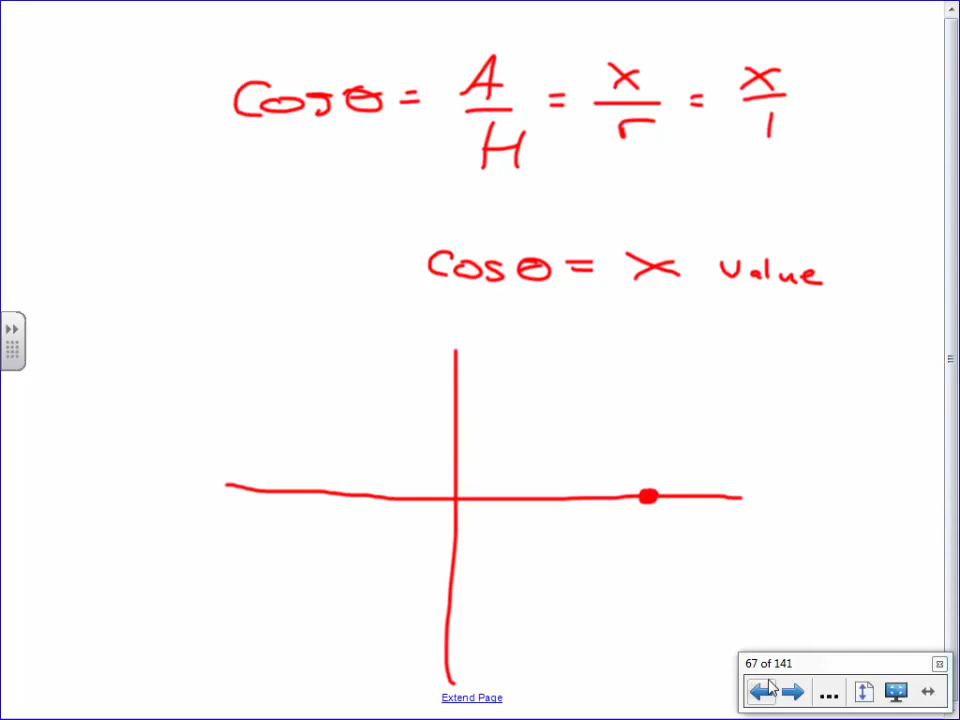 cosθ = A/H = x/r = x/1
cosθ = x value
67 of 141
...
Extend Page